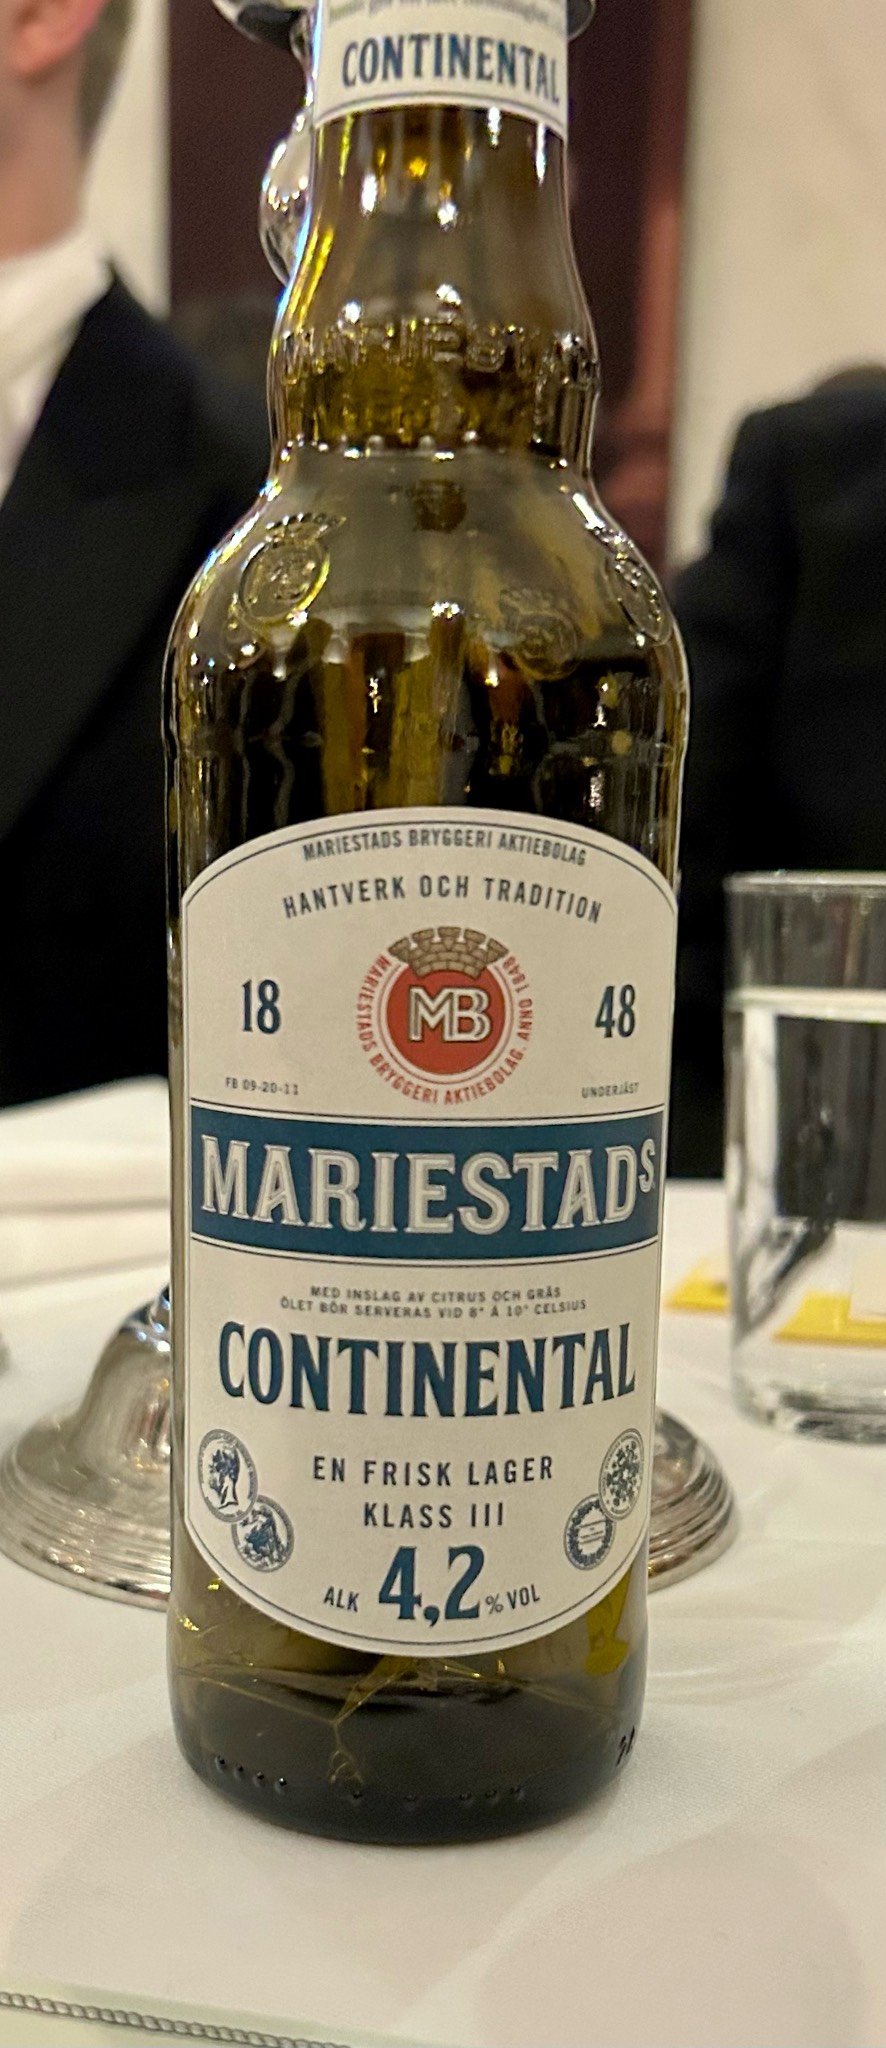 CONTINENTAL
MARIESTADS
MARIESTADS BRYGGERI AKTIEBOLAG
HANTVERK OCH TRADITION
18
48
MB
MARIESTADS BRYGGERI AKTIEBOLAG. ANNO 1848
FB 09-20-11
UNDERJÄST
MARIESTADS
MED INSLAG AV CITRUS OCH GRÄS
ÖLET BÖR SERVERAS VID 8° Á 10° CELSIUS
CONTINENTAL
EN FRISK LAGER
KLASS III
ALK 4,2 % VOL